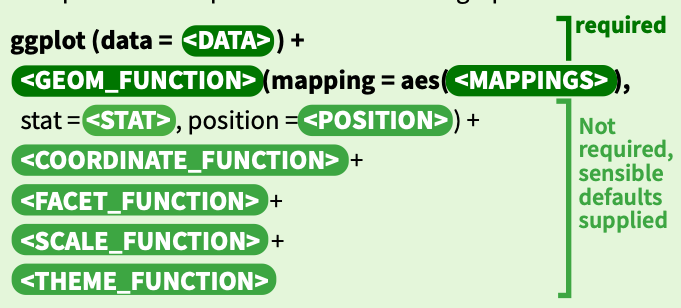 ggplot (data = <DATA>) +
required
<GEOM_FUNCTION>(mapping = aes(<MAPPINGS>),
stat = <STAT>, position = <POSITION>) +
<COORDINATE_FUNCTION> +
<FACET_FUNCTION> +
<SCALE_FUNCTION> +
<THEME_FUNCTION>
Not
required,
sensible
defaults
supplied